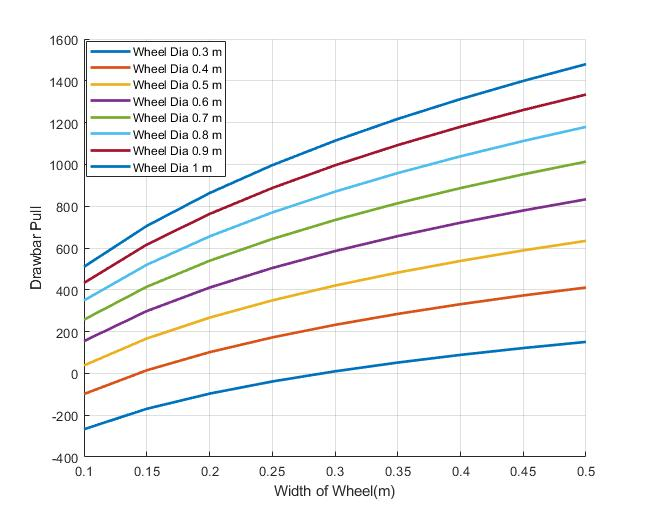 1600
1400
1200
1000
800
600
400
200
0
-200
-400
Drawbar Pull
Wheel Dia 0.3 m
Wheel Dia 0.4 m
Wheel Dia 0.5 m
Wheel Dia 0.6 m
Wheel Dia 0.7 m
Wheel Dia 0.8 m
Wheel Dia 0.9 m
Wheel Dia 1 m
0.1 0.15 0.2 0.25 0.3 0.35 0.4 0.45 0.5
Width of Wheel(m)